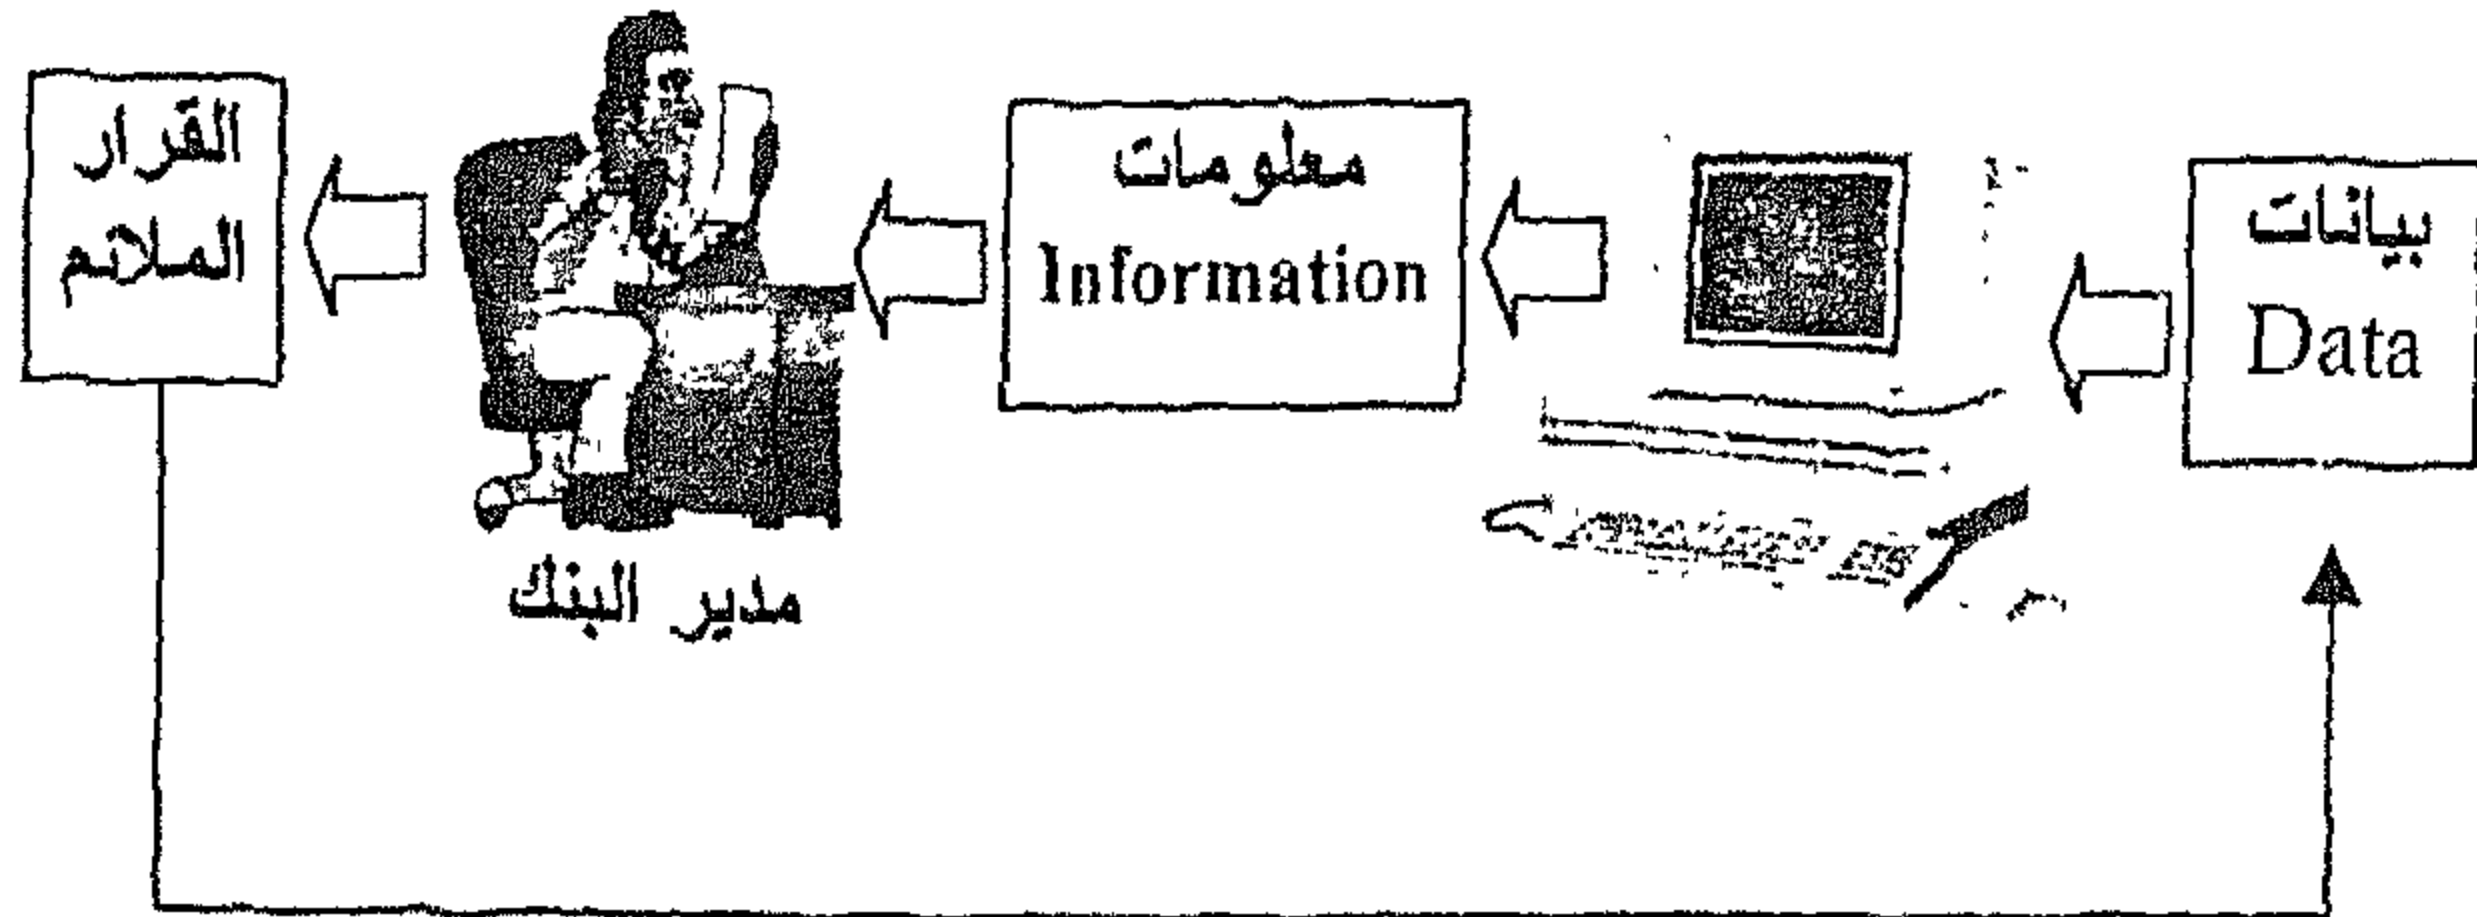 بيانات
Data
معلومات
Information
مدير البنك
القرار
الملائم